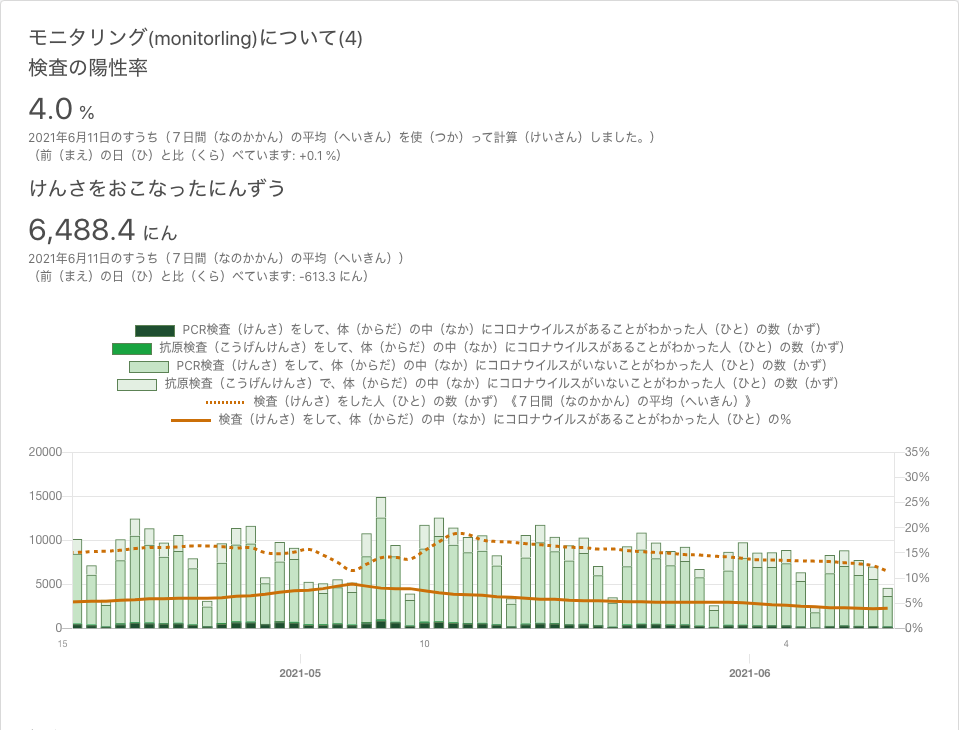 モニタリング(monitorling)について(4)
検査の陽性率
4.0 %
2021年6月11日のすうち（７日間（なのかかん）の平均（へいきん）を使（つか）って計算（けいさん）しました。）
（前（まえ）の日（ひ）と比（くら）べています: +0.1 %）
けんさをおこなったにんずう
6,488.4 にん
2021年6月11日のすうち（７日間（なのかかん）の平均（へいきん））
（前（まえ）の日（ひ）と比（くら）べています: -613.3 にん）
PCR検査（けんさ）をして、体（からだ）の中（なか）にコロナウイルスがあることがわかった人（ひと）の数（かず）
抗原検査（こうげんけんさ）をして、体（からだ）の中（なか）にコロナウイルスがあることがわかった人（ひと）の数（かず）
PCR検査（けんさ）をして、体（からだ）の中（なか）にコロナウイルスがいないことがわかった人（ひと）の数（かず）
抗原検査（こうげんけんさ）で、体（からだ）の中（なか）にコロナウイルスがいないことがわかった人（ひと）の数（かず）
検査（けんさ）をした人（ひと）の数（かず）《７日間（なのかかん）の平均（へいきん）》
検査（けんさ）をして、体（からだ）の中（なか）にコロナウイルスがあることがわかった人（ひと）の％
20000 35%
30%
15000 25%
20%
10000 15%
10%
5000 5%
0 0%
15 10 4
2021-05 2021-06